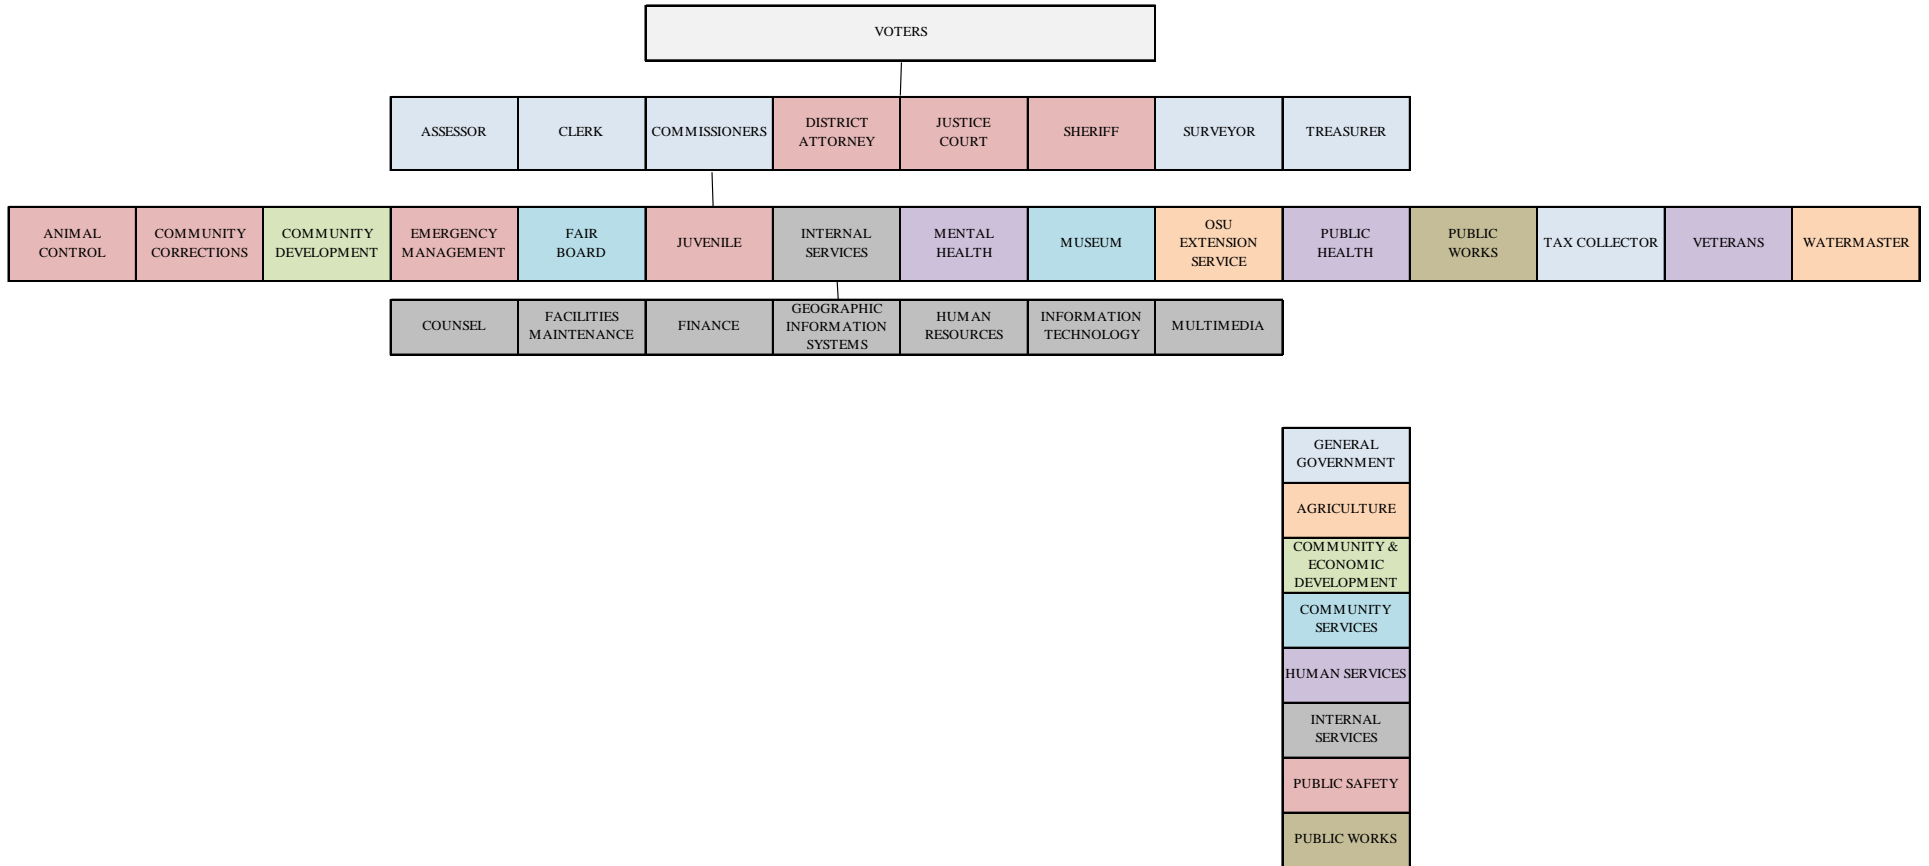 VOTERS
ASSESSOR
CLERK
COMMISSIONERS
DISTRICT
ATTORNEY
JUSTICE
COURT
SHERIFF
SURVEYOR
TREASURER
ANIMAL
CONTROL
COMMUNITY
CORRECTIONS
COMMUNITY
DEVELOPMENT
EMERGENCY
MANAGEMENT
FAIR
BOARD
JUVENILE
INTERNAL
SERVICES
MENTAL
HEALTH
MUSEUM
OSU
EXTENSION
SERVICE
PUBLIC
HEALTH
PUBLIC
WORKS
TAX COLLECTOR
VETERANS
WATERMASTER
COUNSEL
FACILITIES
MAINTENANCE
FINANCE
GEOGRAPHIC
INFORMATION
SYSTEMS
HUMAN
RESOURCES
INFORMATION
TECHNOLOGY
MULTIMEDIA
GENERAL
GOVERNMENT
AGRICULTURE
COMMUNITY &
ECONOMIC
DEVELOPMENT
COMMUNITY
SERVICES
HUMAN SERVICES
INTERNAL
SERVICES
PUBLIC SAFETY
PUBLIC WORKS